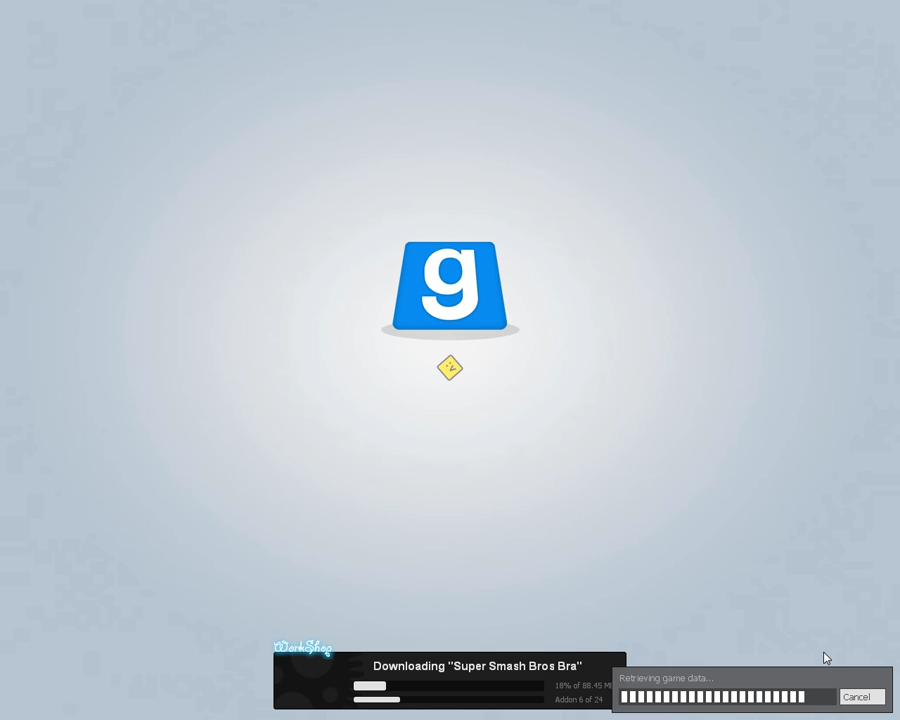 g
:v
WorkShop
Downloading "Super Smash Bros Bra"
18% of 88.45 M
Addon 6 of 24
Retrieving game data...
Cancel